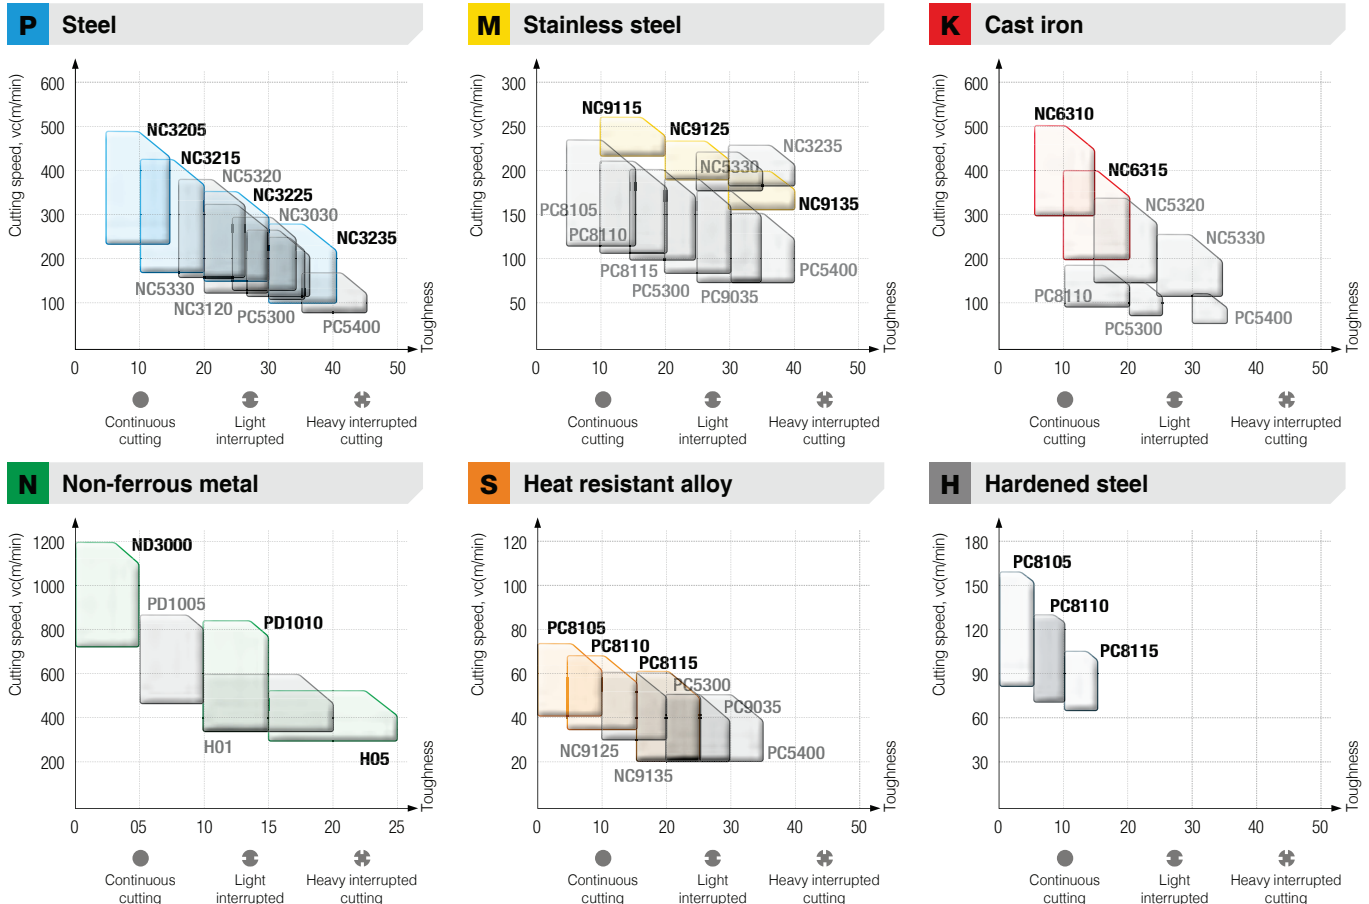 P Steel
Cutting speed, vc(m/min)
600
500
400
300
200
100
NC3205
NC3215
NC5320
NC3225
NC3030
NC3235
NC5330
NC3120
PC5300
PC5400
Toughness
0 10 20 30 40 50
Continuous cutting
Light interrupted
Heavy interrupted cutting
M Stainless steel
Cutting speed, vc(m/min)
300
250
200
150
100
50
NC9115
NC9125
NC3235
NC5330
NC9135
PC8105
PC8110
PC8115
PC5300
PC9035
PC5400
Toughness
0 10 20 30 40 50
Continuous cutting
Light interrupted
Heavy interrupted cutting
K Cast iron
Cutting speed, vc(m/min)
600
500
400
300
200
100
NC6310
NC6315
NC5320
NC5330
PC8110
PC5300
PC5400
Toughness
0 10 20 30 40 50
Continuous cutting
Light interrupted
Heavy interrupted cutting
N Non-ferrous metal
Cutting speed, vc(m/min)
1200
1000
800
600
400
200
ND3000
PD1005
PD1010
H01
H05
Toughness
0 05 10 15 20 25
Continuous cutting
Light interrupted
Heavy interrupted cutting
S Heat resistant alloy
Cutting speed, vc(m/min)
120
100
80
60
40
20
PC8105
PC8110
PC8115
PC5300
PC9035
NC9125
NC9135
PC5400
Toughness
0 10 20 30 40 50
Continuous cutting
Light interrupted
Heavy interrupted cutting
H Hardened steel
Cutting speed, vc(m/min)
180
150
120
90
60
30
PC8105
PC8110
PC8115
Toughness
0 10 20 30 40 50
Continuous cutting
Light interrupted
Heavy interrupted cutting